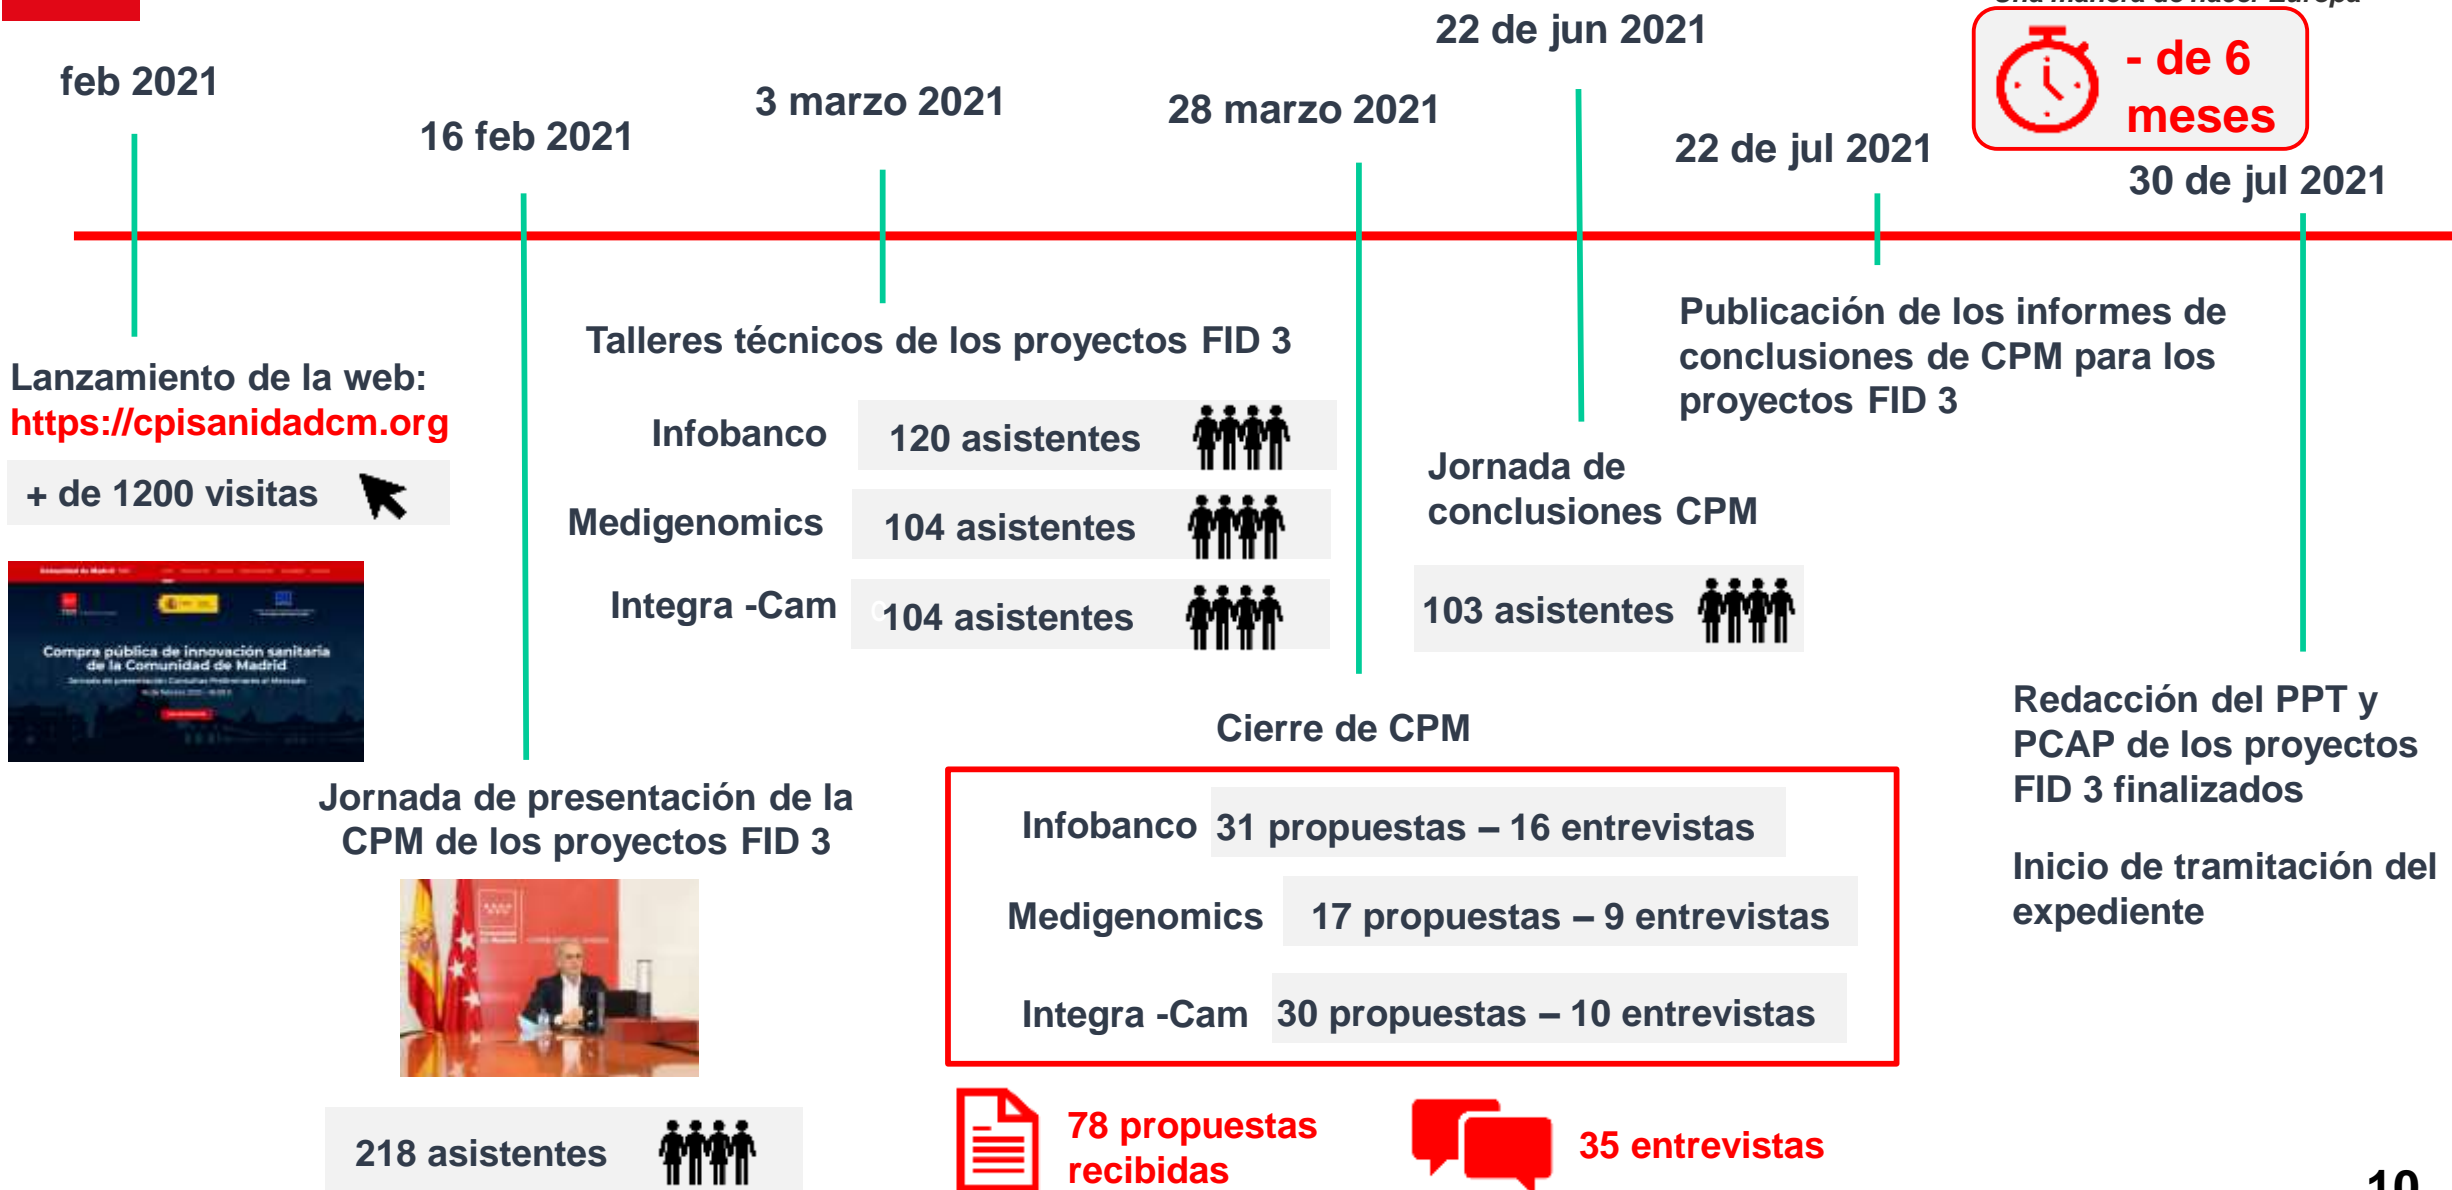 Una manera de hacer Europa
22 de jun 2021
- de 6
meses
feb 2021
3 marzo 2021
28 marzo 2021
16 feb 2021
22 de jul 2021
30 de jul 2021
Lanzamiento de la web:
https://cpisanidadcm.org
+ de 1200 visitas
Compra pública de innovación sanitaria
de la Comunidad de Madrid
Jornada de presentación de la
CPM de los proyectos FID 3
218 asistentes
Talleres técnicos de los proyectos FID 3
Infobanco
120 asistentes
Medigenomics
104 asistentes
Integra -Cam
104 asistentes
Cierre de CPM
Infobanco
31 propuestas – 16 entrevistas
Medigenomics
17 propuestas – 9 entrevistas
Integra -Cam
30 propuestas – 10 entrevistas
78 propuestas
recibidas
35 entrevistas
Jornada de
conclusiones CPM
103 asistentes
Publicación de los informes de
conclusiones de CPM para los
proyectos FID 3
Redacción del PPT y
PCAP de los proyectos
FID 3 finalizados
Inicio de tramitación del
expediente
10